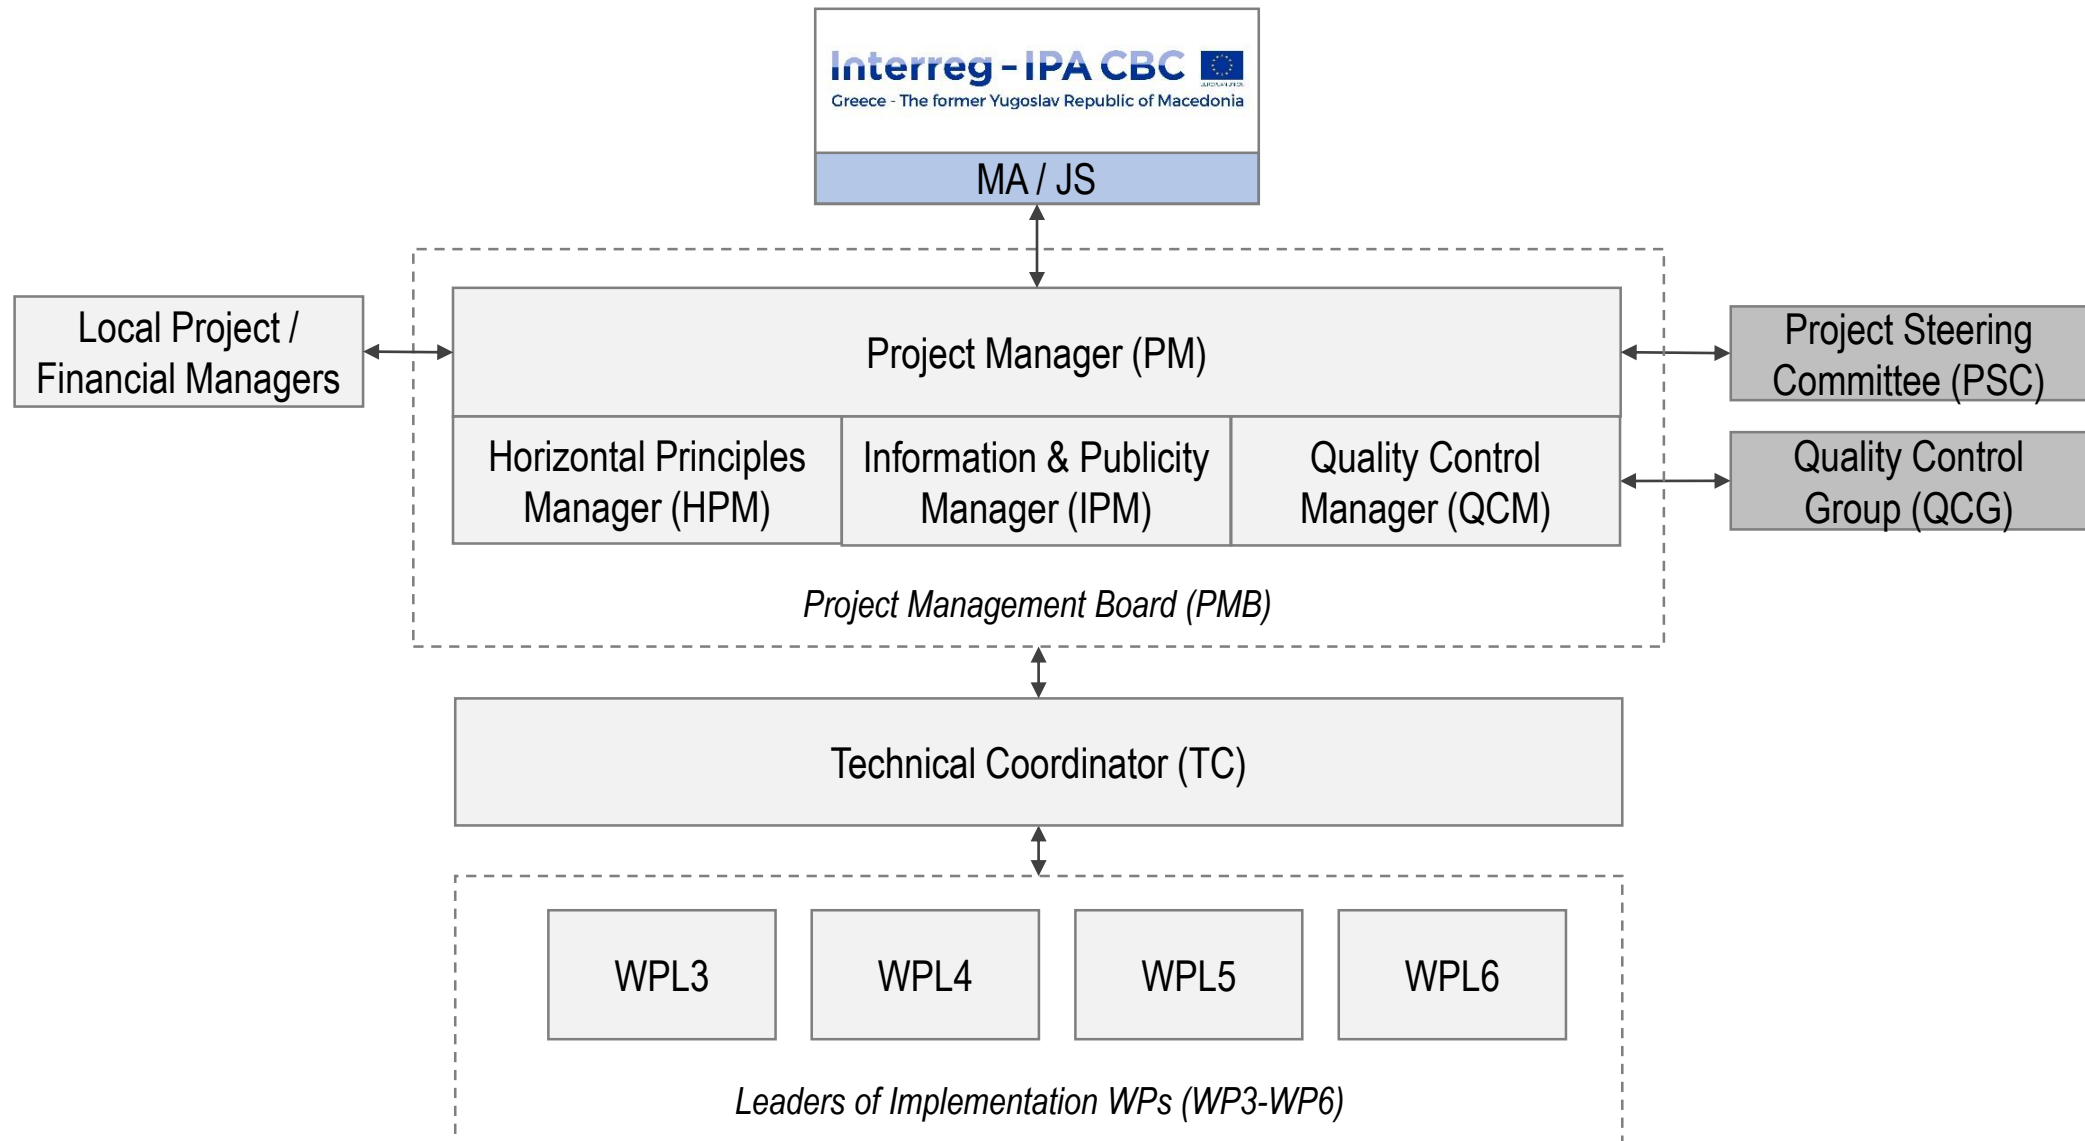 Interreg - IPA CBC
EUROPEAN UNION
Greece - The former Yugoslav Republic of Macedonia
MA / JS
Local Project /
Financial Managers
Project Manager (PM)
Project Steering
Committee (PSC)
Horizontal Principles
Manager (HPM)
Information & Publicity
Manager (IPM)
Quality Control
Manager (QCM)
Quality Control
Group (QCG)
Project Management Board (PMB)
Technical Coordinator (TC)
WPL3
WPL4
WPL5
WPL6
Leaders of Implementation WPs (WP3-WP6)